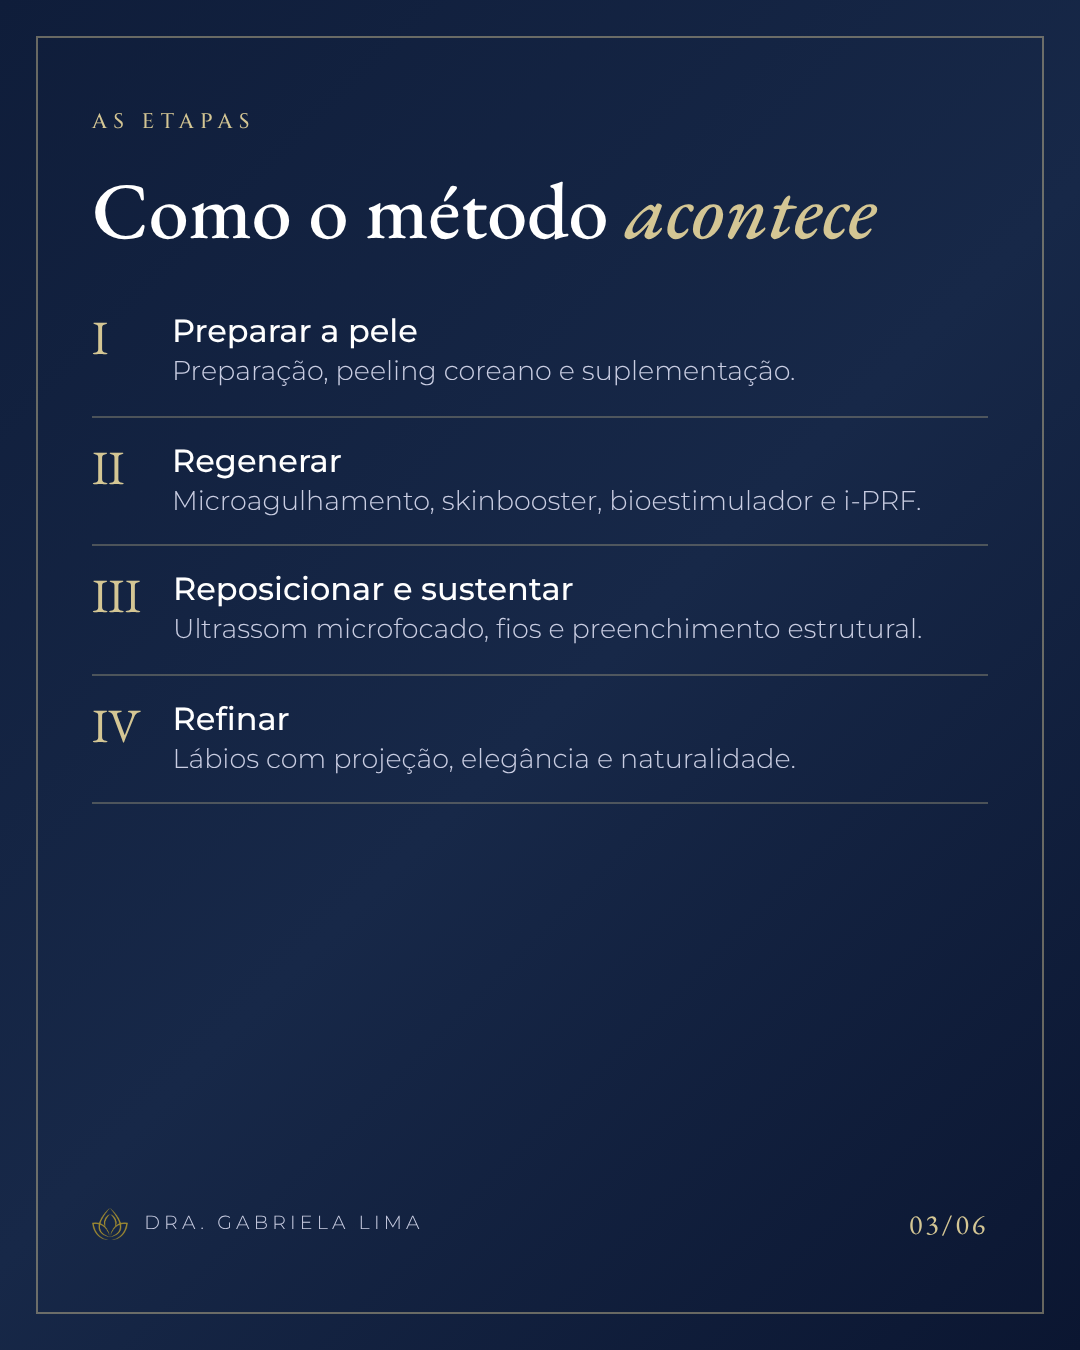 AS ETAPAS
Como o método acontece
I
Preparar a pele
Preparação, peeling coreano e suplementação.
II
Regenerar
Microagulhamento, skinbooster, bioestimulador e i-PRF.
III
Reposicionar e sustentar
Ultrassom microfocado, fios e preenchimento estrutural.
IV
Refinar
Lábios com projeção, elegância e naturalidade.
DRA. GABRIELA LIMA
03/06